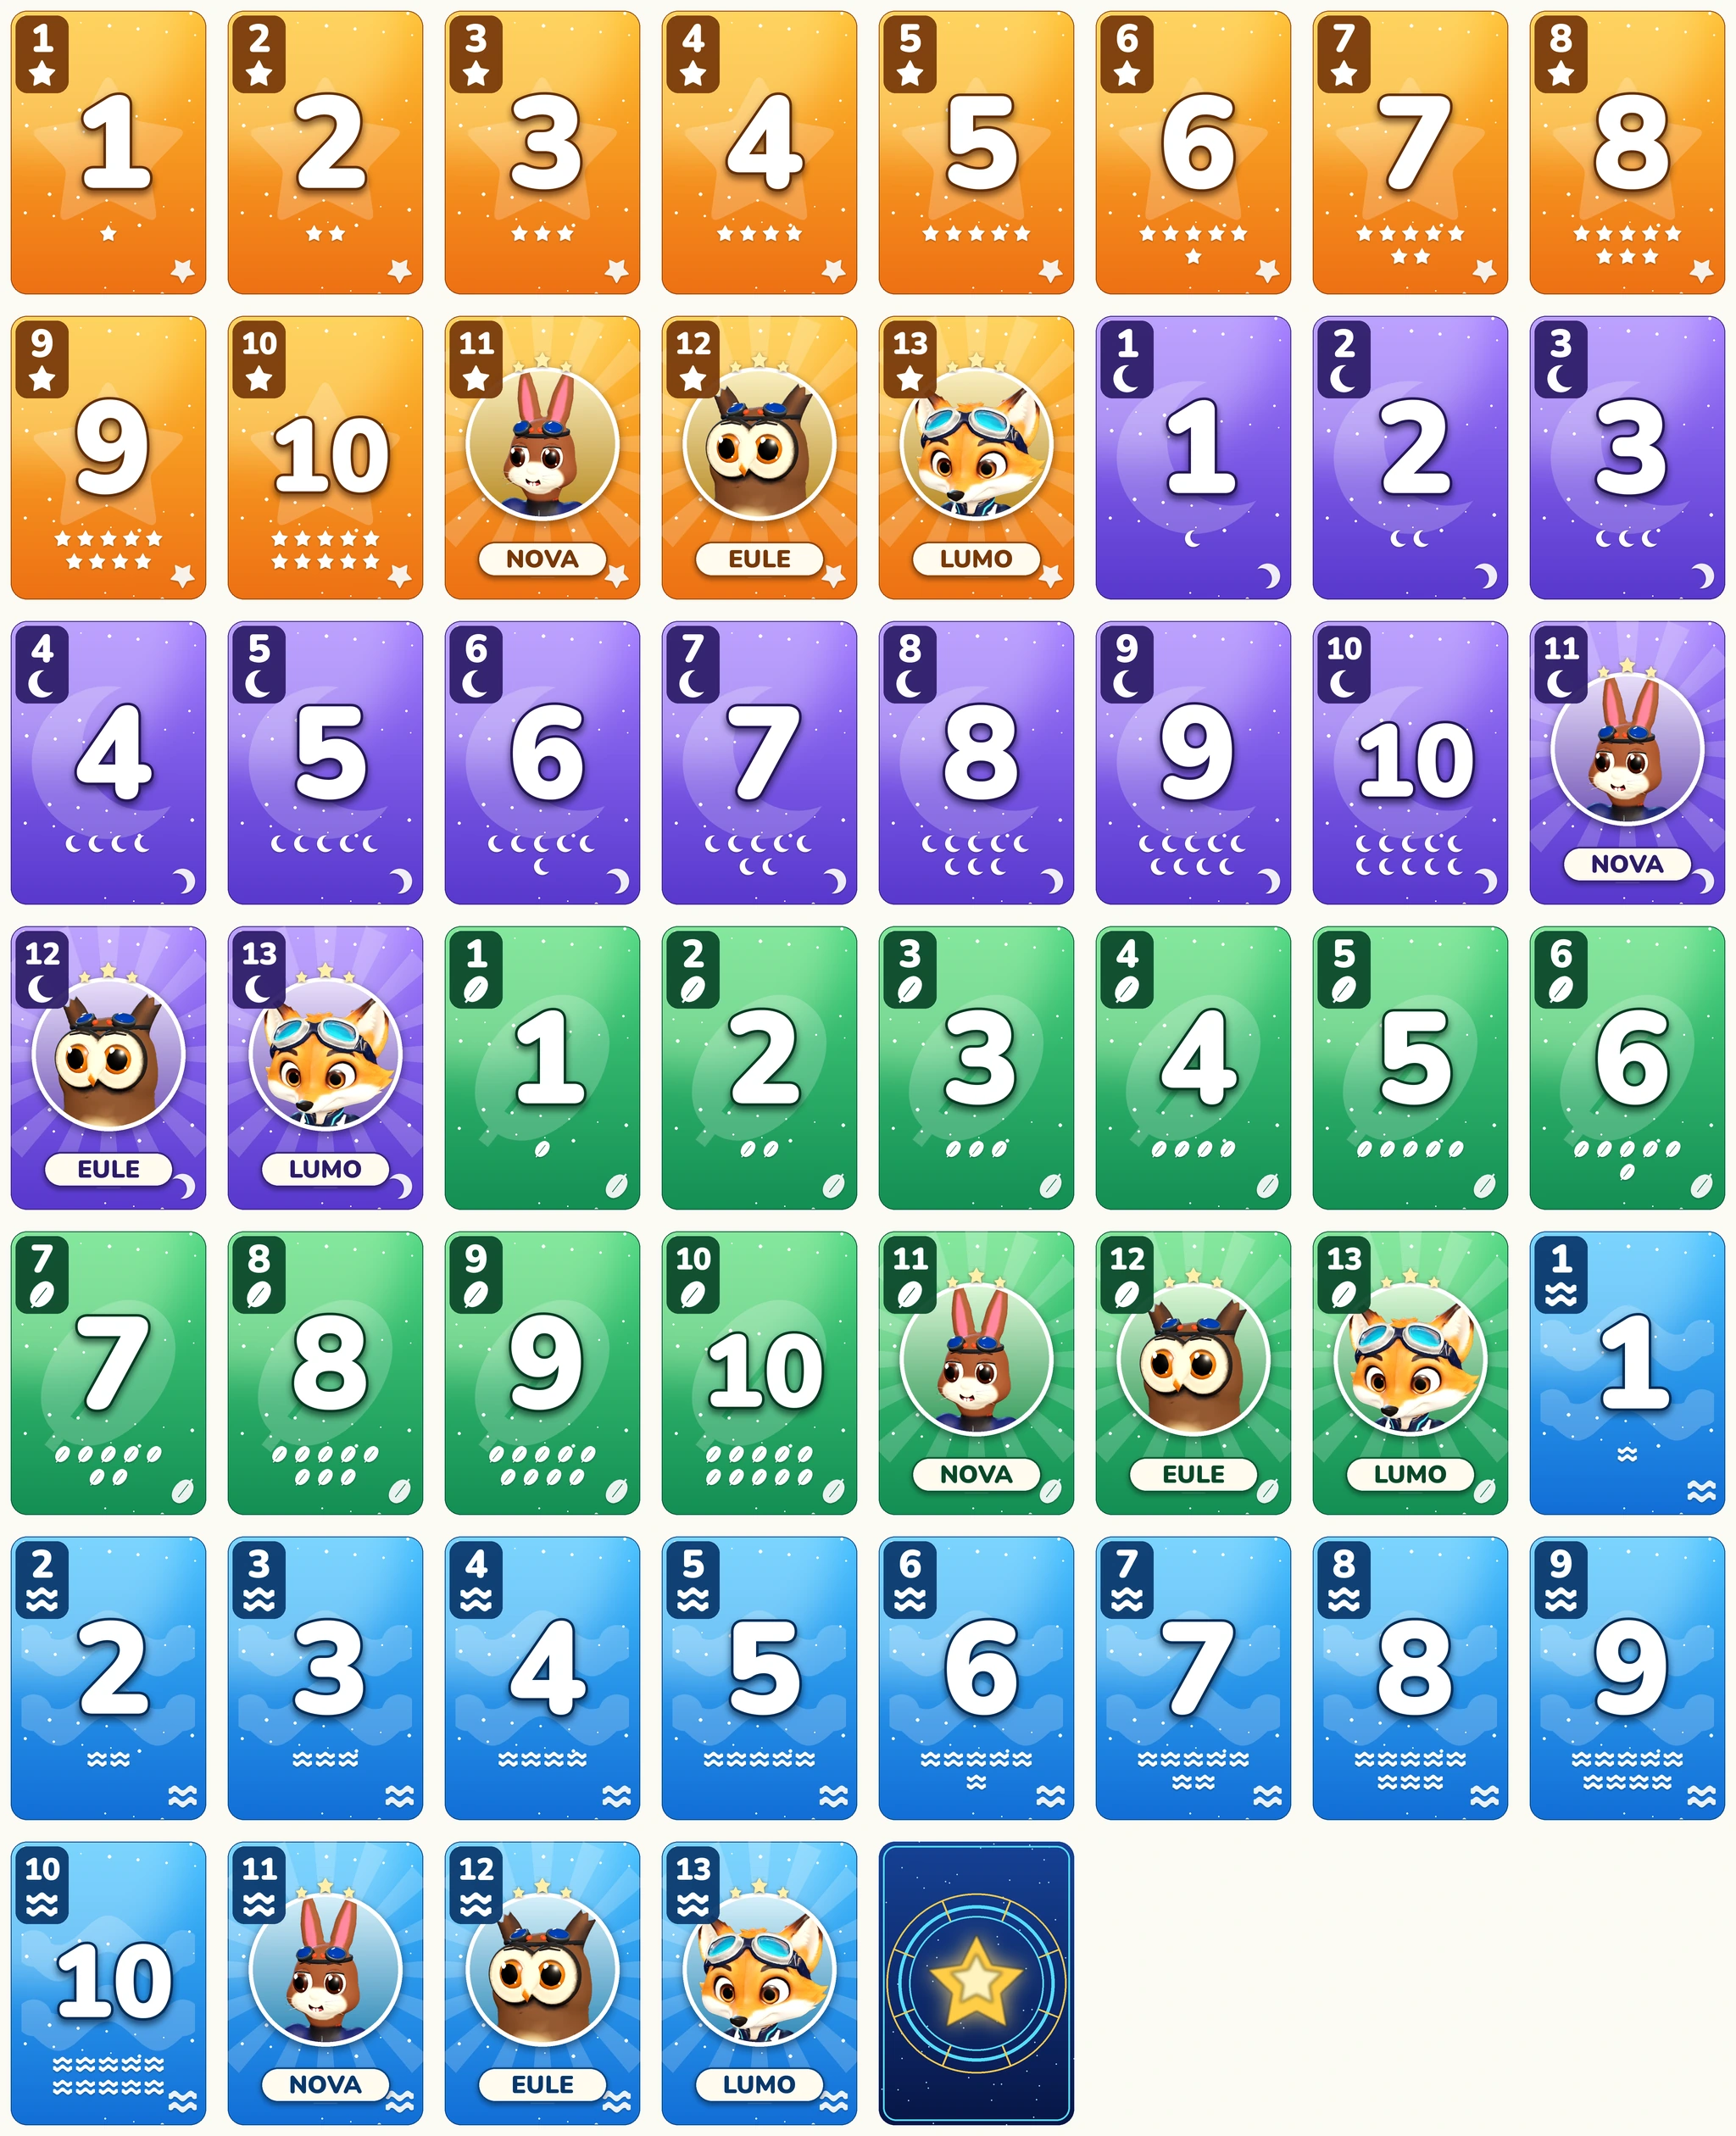 1 2 3 4 5 6 7 8
1 2 3 4 5 6 7 8
9 10 11 12 13 1 2 3
9 10 1 2 3
NOVA EULE LUMO
4 5 6 7 8 9 10 11
4 5 6 7 8 9 10
NOVA
12 13 1 2 3 4 5 6
1 2 3 4 5 6
EULE LUMO
7 8 9 10 11 12 13 1
7 8 9 10 1
NOVA EULE LUMO
2 3 4 5 6 7 8 9
2 3 4 5 6 7 8 9
10 11 12 13
10
NOVA EULE LUMO